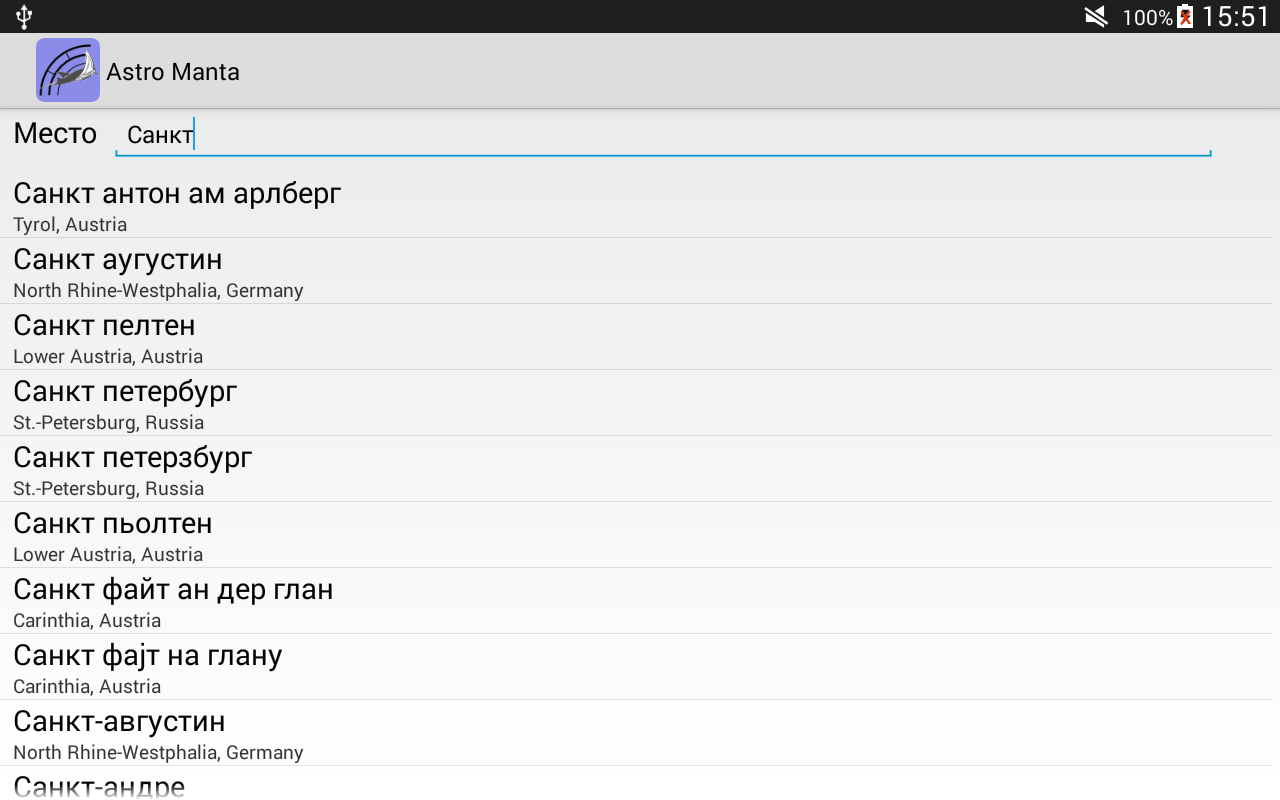 100% 15:51
Astro Manta
Место Санкт
Санкт антон ам арлберг
Tyrol, Austria
Санкт аугустин
North Rhine-Westphalia, Germany
Санкт пелтен
Lower Austria, Austria
Санкт петербург
St.-Petersburg, Russia
Санкт петерзбург
St.-Petersburg, Russia
Санкт пьолтен
Lower Austria, Austria
Санкт файт ан дер глан
Carinthia, Austria
Санкт фајт на глану
Carinthia, Austria
Санкт-августин
North Rhine-Westphalia, Germany
Санкт-андре